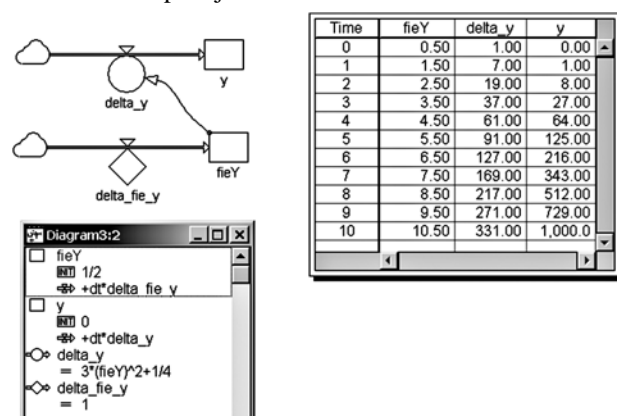 y
delta_y
fieY
delta_fie_y
Time fieY delta_y y
0 0.50 1.00 0.00
1 1.50 7.00 1.00
2 2.50 19.00 8.00
3 3.50 37.00 27.00
4 4.50 61.00 64.00
5 5.50 91.00 125.00
6 6.50 127.00 216.00
7 7.50 169.00 343.00
8 8.50 217.00 512.00
9 9.50 271.00 729.00
10 10.50 331.00 1,000.0
Diagram3:2
fieY
INIT 1/2
+dt*delta_fie_y
y
INIT 0
+dt*delta_y
delta_y
= 3*(fieY)^2+1/4
delta_fie_y
= 1